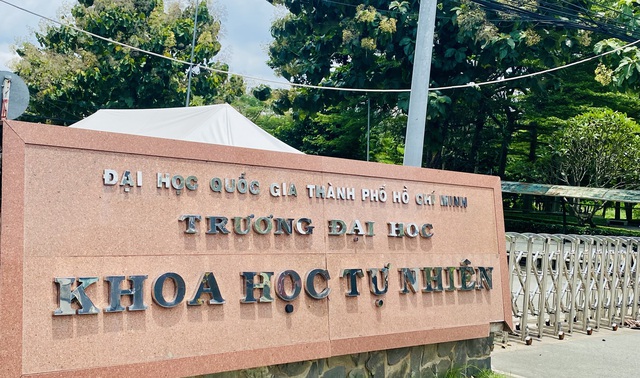 ĐẠI HỌC QUỐC GIA THÀNH PHỐ HỒ CHÍ MINH
TRƯỜNG ĐẠI HỌC
KHOA HỌC TỰ NHIÊN